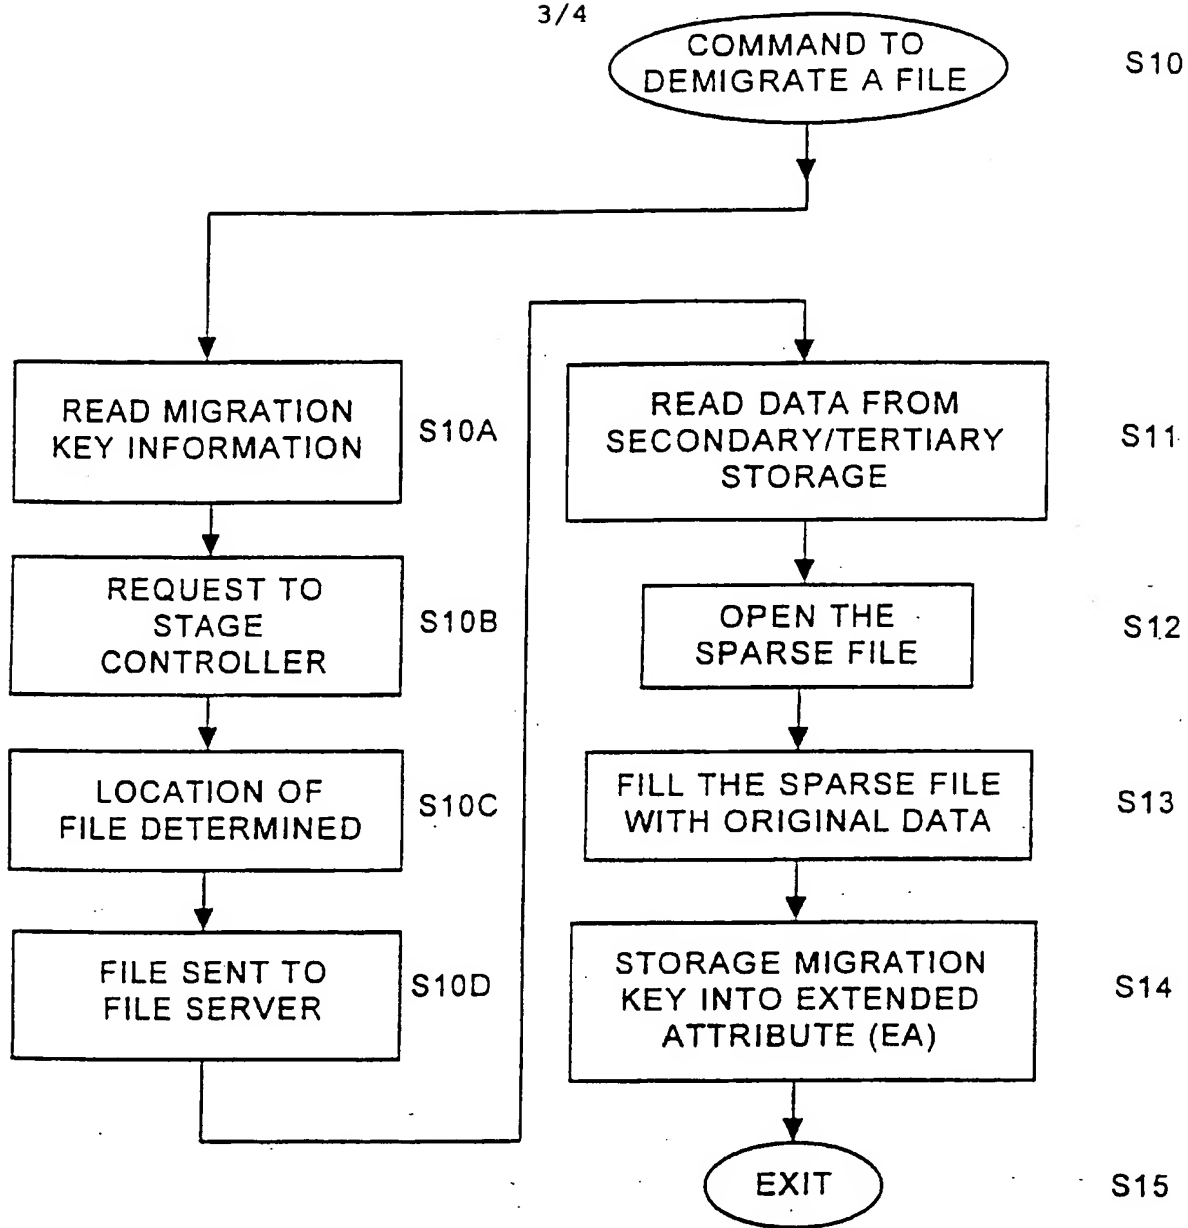 3/4
COMMAND TO
DEMIGRATE A FILE
S10
READ MIGRATION
KEY INFORMATION
S10A
REQUEST TO
STAGE
CONTROLLER
S10B
LOCATION OF
FILE DETERMINED
S10C
FILE SENT TO
FILE SERVER
S10D
READ DATA FROM
SECONDARY/TERTIARY
STORAGE
S11
OPEN THE
SPARSE FILE
S12
FILL THE SPARSE FILE
WITH ORIGINAL DATA
S13
STORAGE MIGRATION
KEY INTO EXTENDED
ATTRIBUTE (EA)
S14
EXIT
S15